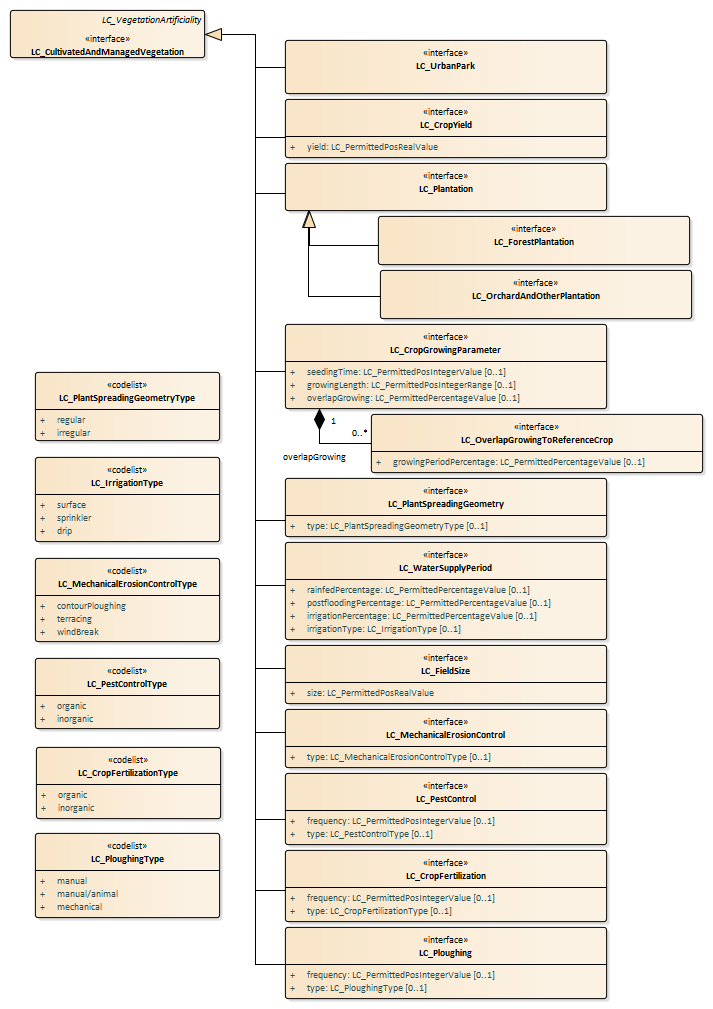 LC_VegetationArtificiality
«interface»
LC_CultivatedAndManagedVegetation
«interface»
LC_UrbanPark
«interface»
LC_CropYield
+ yield: LC_PermittedPosRealValue
«interface»
LC_Plantation
«interface»
LC_ForestPlantation
«interface»
LC_OrchardAndOtherPlantation
«interface»
LC_CropGrowingParameter
+ seedingTime: LC_PermittedPosIntegerValue [0..1]
+ growingLength: LC_PermittedPosIntegerRange [0..1]
+ overlapGrowing: LC_PermittedPercentageValue [0..1]
1
0..*
overlapGrowing
«interface»
LC_OverlapGrowingToReferenceCrop
+ growingPeriodPercentage: LC_PermittedPercentageValue [0..1]
«interface»
LC_PlantSpreadingGeometry
+ type: LC_PlantSpreadingGeometryType [0..1]
«interface»
LC_WaterSupplyPeriod
+ rainfedPercentage: LC_PermittedPercentageValue [0..1]
+ postfloodingPercentage: LC_PermittedPercentageValue [0..1]
+ irrigationPercentage: LC_PermittedPercentageValue [0..1]
+ irrigationType: LC_IrrigationType [0..1]
«interface»
LC_FieldSize
+ size: LC_PermittedPosRealValue
«interface»
LC_MechanicalErosionControl
+ type: LC_MechanicalErosionControlType [0..1]
«interface»
LC_PestControl
+ frequency: LC_PermittedPosIntegerValue [0..1]
+ type: LC_PestControlType [0..1]
«interface»
LC_CropFertilization
+ frequency: LC_PermittedPosIntegerValue [0..1]
+ type: LC_CropFertilizationType [0..1]
«interface»
LC_Ploughing
+ frequency: LC_PermittedPosIntegerValue [0..1]
+ type: LC_PloughingType [0..1]
«codelist»
LC_PlantSpreadingGeometryType
+ regular
+ irregular
«codelist»
LC_IrrigationType
+ surface
+ sprinkler
+ drip
«codelist»
LC_MechanicalErosionControlType
+ contourPloughing
+ terracing
+ windBreak
«codelist»
LC_PestControlType
+ organic
+ inorganic
«codelist»
LC_CropFertilizationType
+ organic
+ inorganic
«codelist»
LC_PloughingType
+ manual
+ manual/animal
+ mechanical